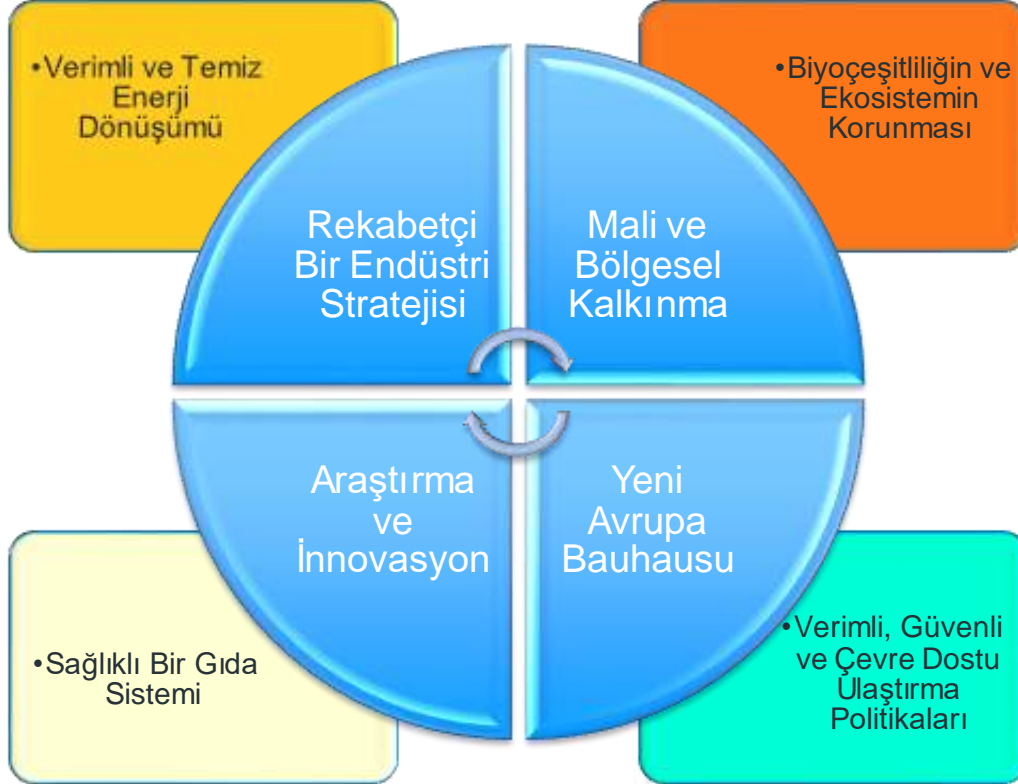 •Verimli ve Temiz
Enerji
Dönüşümü
•Biyoçeşitliliğin ve
Ekosistemin
Korunması
Rekabetçi
Bir Endüstri
Stratejisi
Mali ve
Bölgesel
Kalkınma
Araştırma
ve
İnnovasyon
Yeni
Avrupa
Bauhausu
•Sağlıklı Bir Gıda
Sistemi
•Verimli, Güvenli
ve Çevre Dostu
Ulaştırma
Politikaları